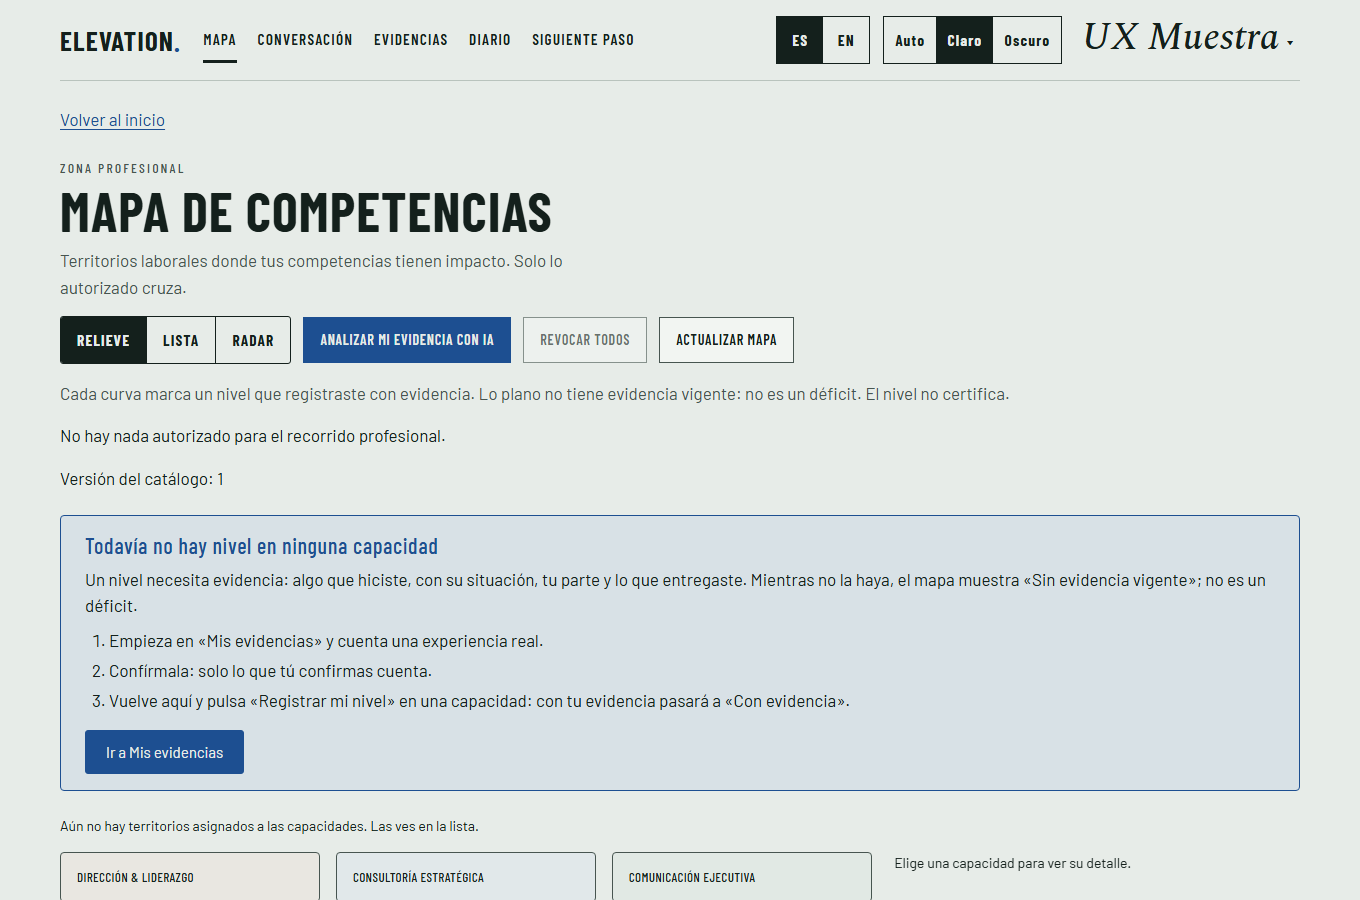 ELEVATION. MAPA CONVERSACIÓN EVIDENCIAS DIARIO SIGUIENTE PASO ES EN Auto Claro Oscuro UX Muestra
Volver al inicio
ZONA PROFESIONAL
MAPA DE COMPETENCIAS
Territorios laborales donde tus competencias tienen impacto. Solo lo
autorizado cruza.
RELIEVE LISTA RADAR ANALIZAR MI EVIDENCIA CON IA REVOCAR TODOS ACTUALIZAR MAPA
Cada curva marca un nivel que registraste con evidencia. Lo plano no tiene evidencia vigente: no es un déficit. El nivel no certifica.
No hay nada autorizado para el recorrido profesional.
Versión del catálogo: 1
Todavía no hay nivel en ninguna capacidad
Un nivel necesita evidencia: algo que hiciste, con su situación, tu parte y lo que entregaste. Mientras no la haya, el mapa muestra «Sin evidencia vigente»; no es un
déficit.
1. Empieza en «Mis evidencias» y cuenta una experiencia real.
2. Confírmala: solo lo que tú confirmas cuenta.
3. Vuelve aquí y pulsa «Registrar mi nivel» en una capacidad: con tu evidencia pasará a «Con evidencia».
Ir a Mis evidencias
Aún no hay territorios asignados a las capacidades. Las ves en la lista.
DIRECCIÓN & LIDERAZGO CONSULTORÍA ESTRATÉGICA COMUNICACIÓN EJECUTIVA Elige una capacidad para ver su detalle.